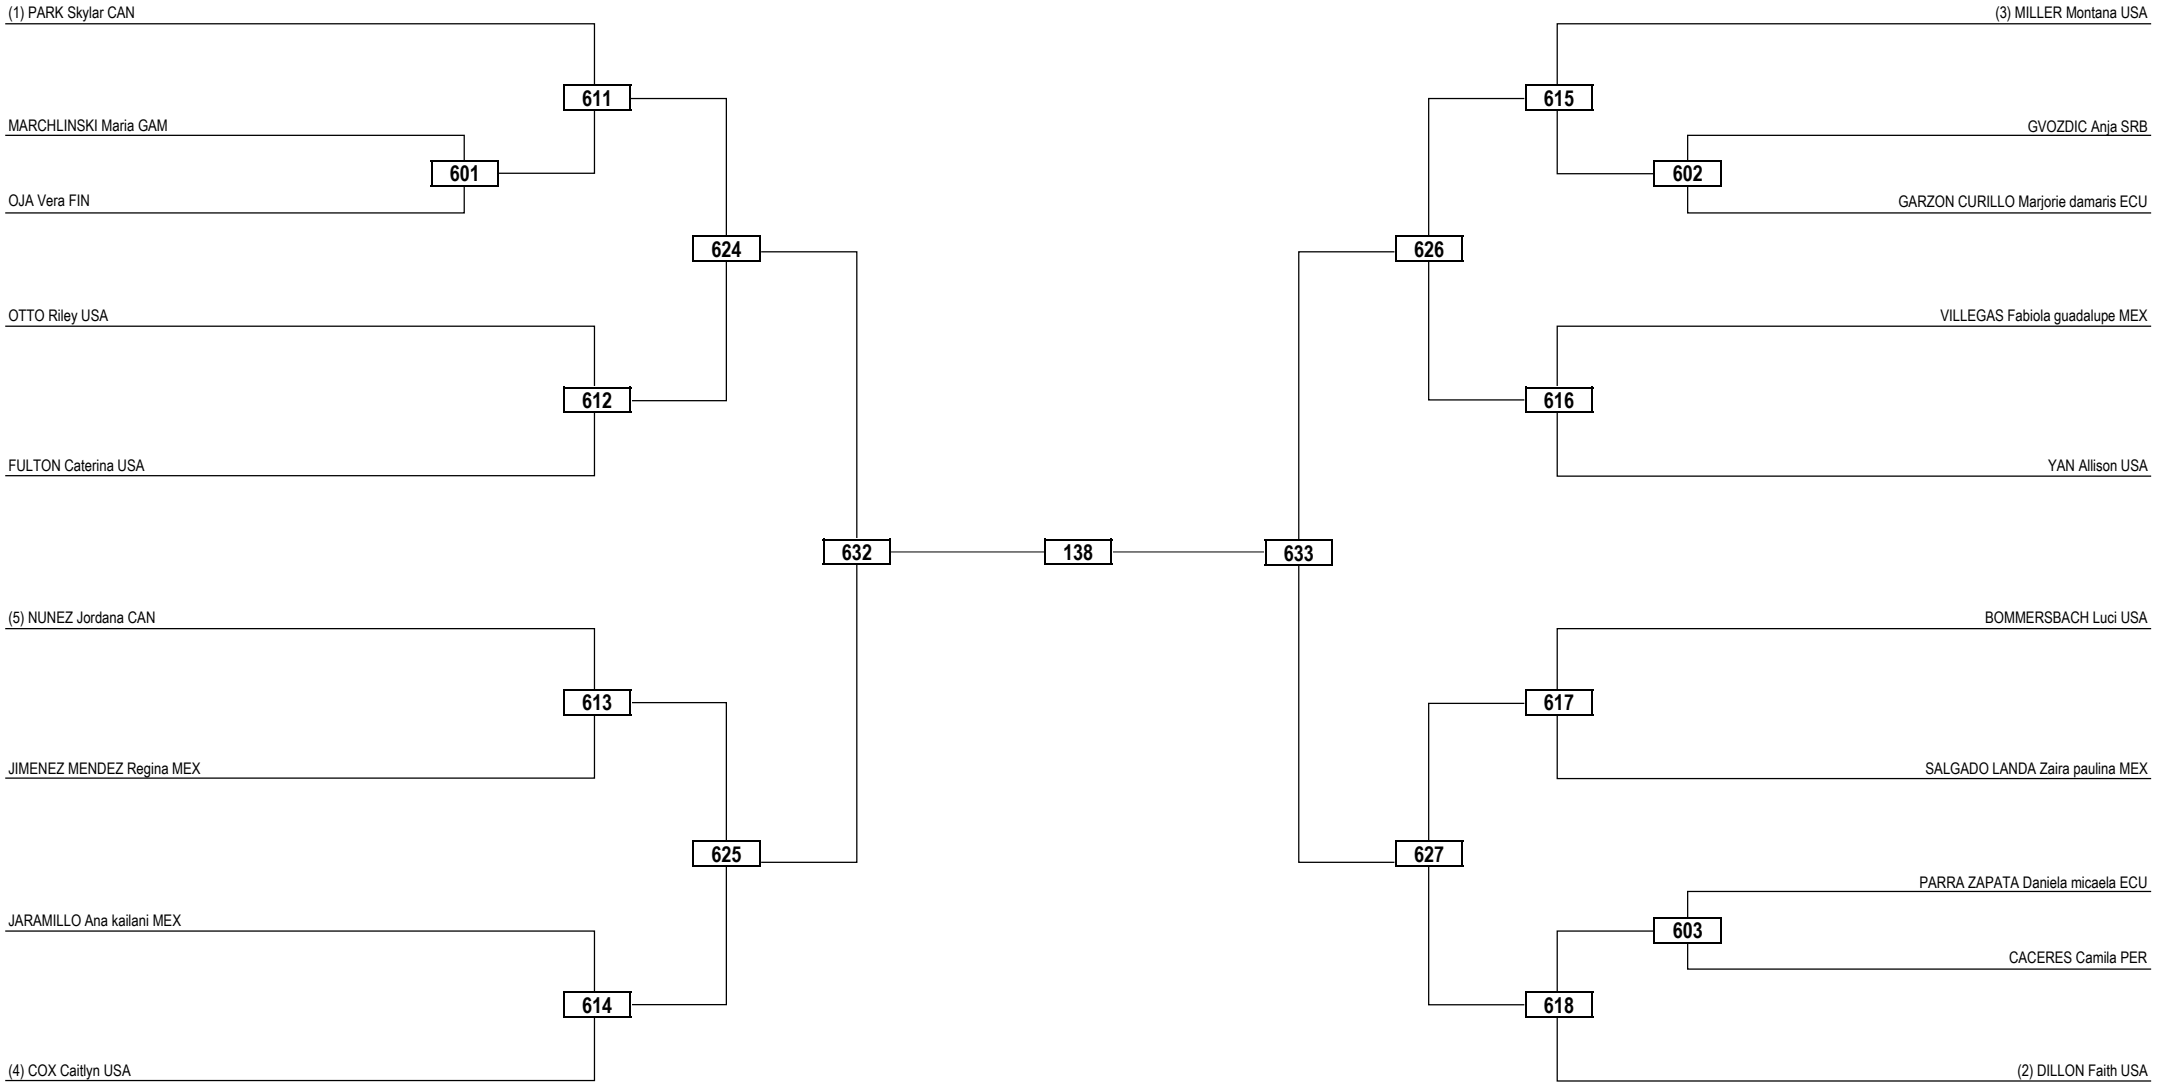 (1) PARK Skylar CAN
(3) MILLER Montana USA
611
615
MARCHLINSKI Maria GAM
GVOZDIC Anja SRB
601
602
OJA Vera FIN
GARZON CURILLO Marjorie damaris ECU
624
626
OTTO Riley USA
VILLEGAS Fabiola guadalupe MEX
612
616
FULTON Caterina USA
YAN Allison USA
632
138
633
(5) NUNEZ Jordana CAN
BOMMERSBACH Luci USA
613
617
JIMENEZ MENDEZ Regina MEX
SALGADO LANDA Zaira paulina MEX
625
627
PARRA ZAPATA Daniela micaela ECU
JARAMILLO Ana kailani MEX
603
CACERES Camila PER
614
618
(4) COX Caitlyn USA
(2) DILLON Faith USA